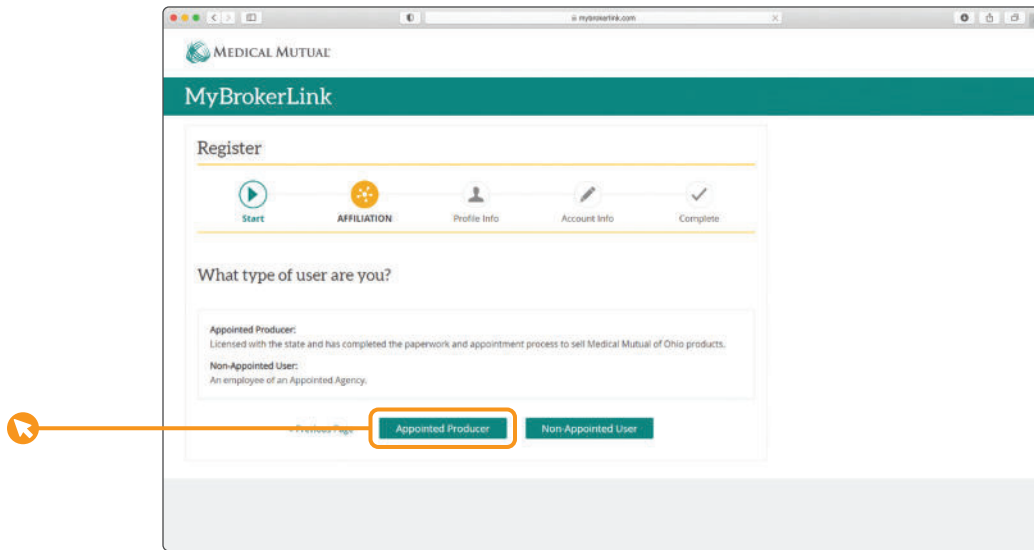 mybrokerlink.com
MEDICAL MUTUAL
MyBrokerLink
Register
Start
AFFILIATION
Profile Info
Account Info
Complete
What type of user are you?
Appointed Producer:
Licensed with the state and has completed the paperwork and appointment process to sell Medical Mutual of Ohio products.
Non-Appointed User:
An employee of an Appointed Agency.
‹ Previous Page
Appointed Producer
Non-Appointed User